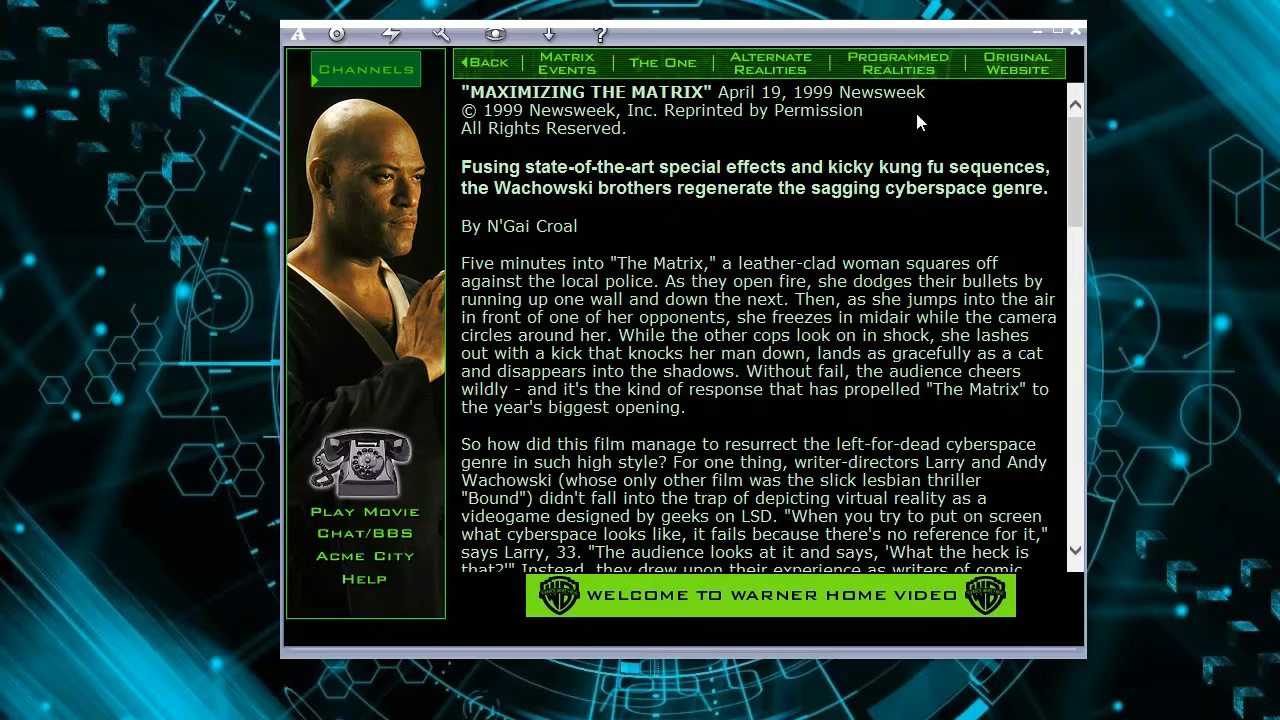 CHANNELS
BACK
MATRIX EVENTS
THE ONE
ALTERNATE REALITIES
PROGRAMMED REALITIES
ORIGINAL WEBSITE
"MAXIMIZING THE MATRIX" April 19, 1999 Newsweek
© 1999 Newsweek, Inc. Reprinted by Permission
All Rights Reserved.
Fusing state-of-the-art special effects and kicky kung fu sequences,
the Wachowski brothers regenerate the sagging cyberspace genre.
By N'Gai Croal
Five minutes into "The Matrix," a leather-clad woman squares off
against the local police. As they open fire, she dodges their bullets by
running up one wall and down the next. Then, as she jumps into the air
in front of one of her opponents, she freezes in midair while the camera
circles around her. While the other cops look on in shock, she lashes
out with a kick that knocks her man down, lands as gracefully as a cat
and disappears into the shadows. Without fail, the audience cheers
wildly - and it's the kind of response that has propelled "The Matrix" to
the year's biggest opening.
So how did this film manage to resurrect the left-for-dead cyberspace
genre in such high style? For one thing, writer-directors Larry and Andy
Wachowski (whose only other film was the slick lesbian thriller
"Bound") didn't fall into the trap of depicting virtual reality as a
videogame designed by geeks on LSD. "When you try to put on screen
what cyberspace looks like, it fails because there's no reference for it,"
says Larry, 33. "The audience looks at it and says, 'What the heck is
that?'" Instead, they drew upon their experience as writers of comic
PLAY MOVIE
CHAT/BBS
ACME CITY
HELP
WB WELCOME TO WARNER HOME VIDEO WB